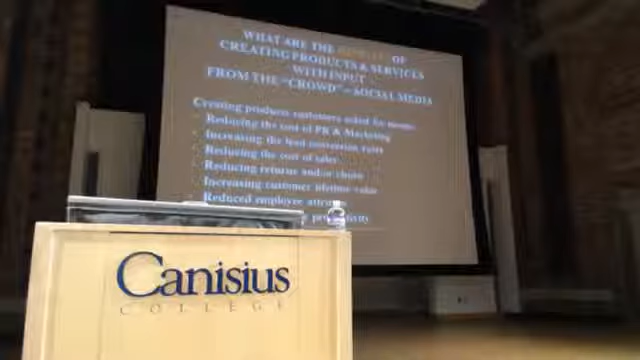 WHAT ARE THE OF
CREATING PRODUCTS & SERVICES
WITH INPUT
FROM THE "CROWD" - SOCIAL MEDIA
Creating products customers asked for means:
Reducing the cost of PR & Marketing
Increasing the lead conversion rates
Reducing the cost of sales
Reducing returns and/or churn
Increasing customer lifetime value
Reduced employee
Canisius
COLLEGE